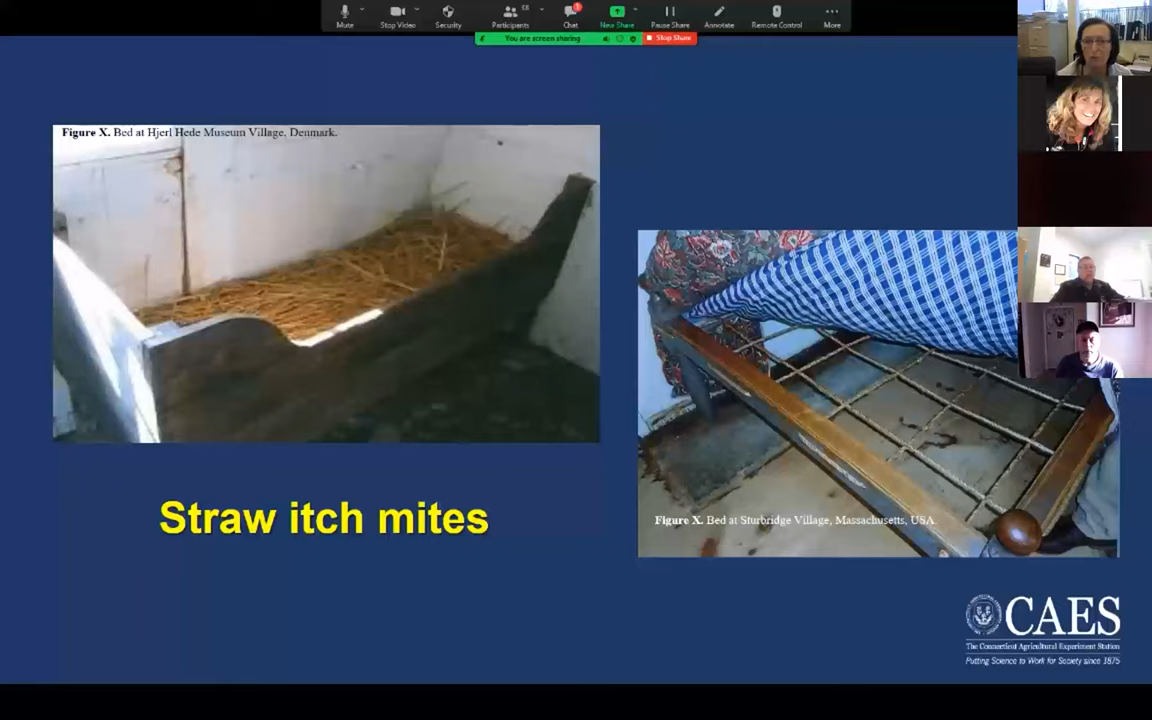 Mute
Stop Video
Security
Participants
68
Chat
1
New Share
Pause Share
Annotate
Remote Control
More
You are screen sharing
Stop Share
Figure X. Bed at Hjerl Hede Museum Village, Denmark.
Figure X. Bed at Sturbridge Village, Massachusetts, USA.
Straw itch mites
CAES
The Connecticut Agricultural Experiment Station
Putting Science to Work for Society since 1875